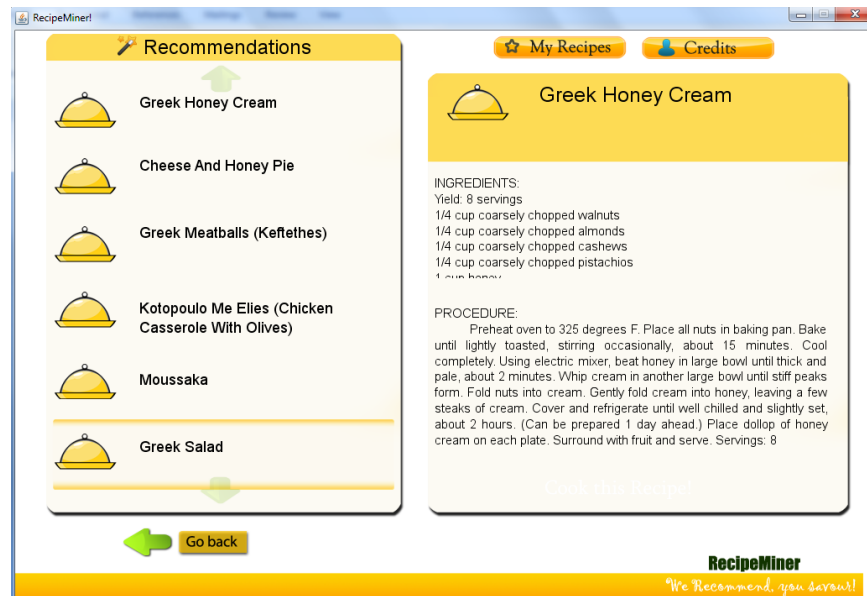 RecipeMiner!
Recommendations
Greek Honey Cream
Cheese And Honey Pie
Greek Meatballs (Keftethes)
Kotopoulo Me Elies (Chicken
Casserole With Olives)
Moussaka
Greek Salad
Go back
My Recipes
Credits
Greek Honey Cream
INGREDIENTS:
Yield: 8 servings
1/4 cup coarsely chopped walnuts
1/4 cup coarsely chopped almonds
1/4 cup coarsely chopped cashews
1/4 cup coarsely chopped pistachios
1 cup honey
PROCEDURE:
Preheat oven to 325 degrees F. Place all nuts in baking pan. Bake
until lightly toasted, stirring occasionally, about 15 minutes. Cool
completely. Using electric mixer, beat honey in large bowl until thick and
pale, about 2 minutes. Whip cream in another large bowl until stiff peaks
form. Fold nuts into cream. Gently fold cream into honey, leaving a few
steaks of cream. Cover and refrigerate until well chilled and slightly set,
about 2 hours. (Can be prepared 1 day ahead.) Place dollop of honey
cream on each plate. Surround with fruit and serve. Servings: 8
Cook this Recipe!
RecipeMiner
"We Recommend, you savour!